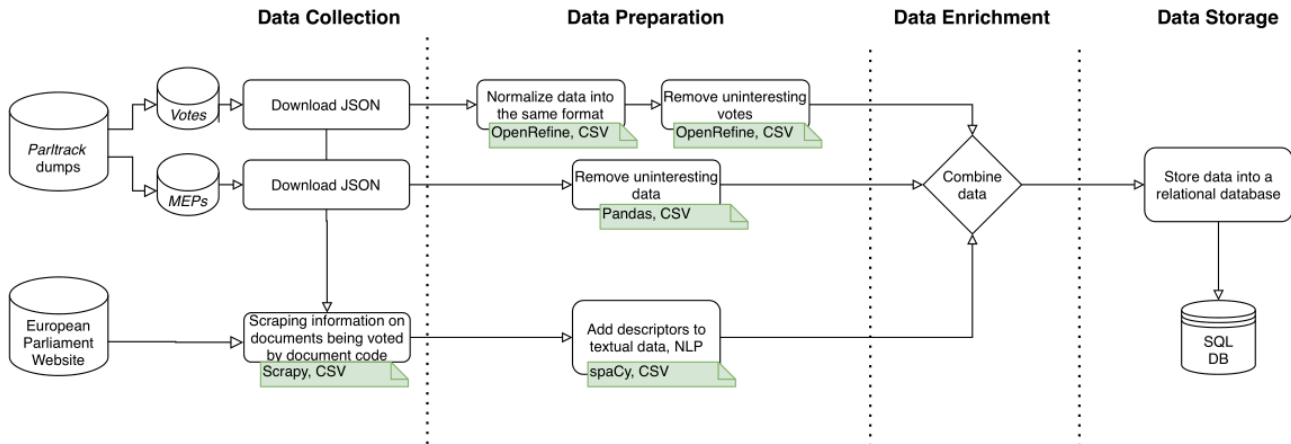 Data Collection
Data Preparation
Data Enrichment
Data Storage
Parltrack
dumps
Votes
Download JSON
Normalize data into
the same format
OpenRefine, CSV
Remove uninteresting
votes
OpenRefine, CSV
MEPs
Download JSON
Remove uninteresting
data
Pandas, CSV
Combine
data
Store data into a
relational database
European
Parliament
Website
Scraping information on
documents being voted
by document code
Scrapy, CSV
Add descriptors to
textual data, NLP
spaCy, CSV
SQL
DB